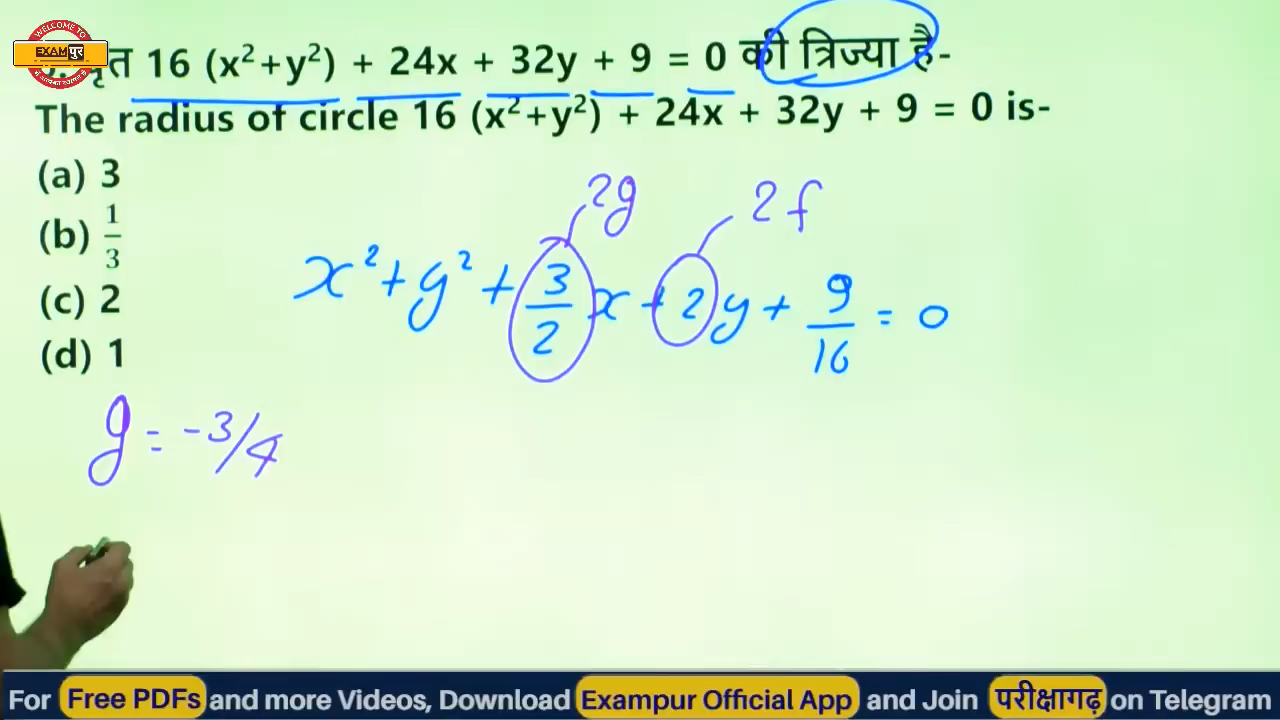 WELCOME TO
EXAMपुर
वृत 16 (x²+y²) + 24x + 32y + 9 = 0 की त्रिज्या है-
The radius of circle 16 (x²+y²) + 24x + 32y + 9 = 0 is-
(a) 3
(b) 1/3
(c) 2
(d) 1
2g 2f
x² + y² + 3/2 x + 2y + 9/16 = 0
g = -3/4
For Free PDFs and more Videos, Download Exampur Official App and Join परीक्षागढ़ on Telegram